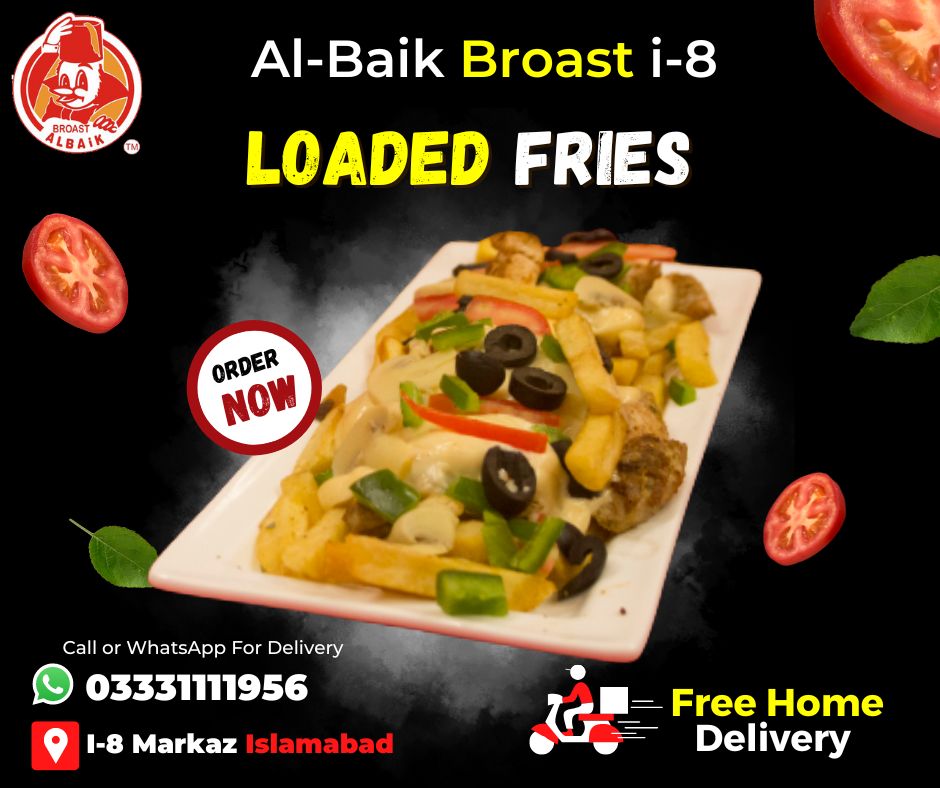 Al-Baik Broast i-8
BROAST
ALBAiK
TM
LOADED FRIES
ORDER
NOW
Call or WhatsApp For Delivery
03331111956
I-8 Markaz Islamabad
Free Home
Delivery